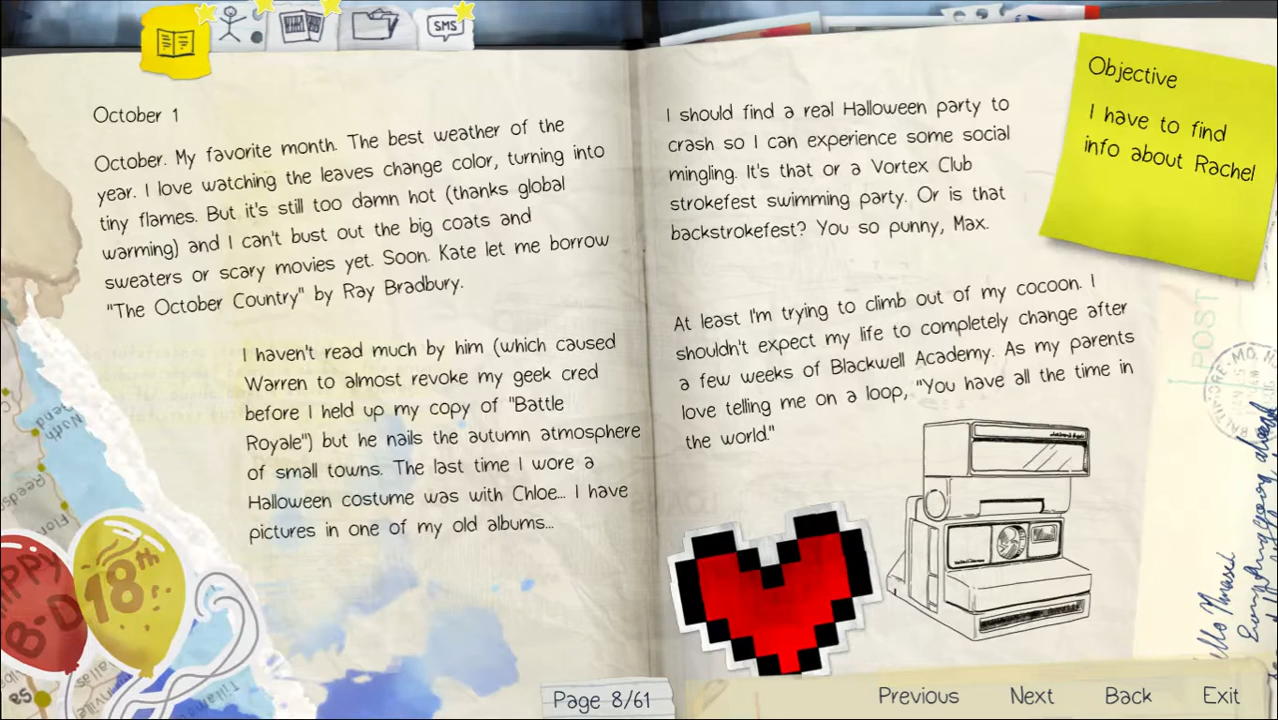 SMS
October 1
October. My favorite month. The best weather of the
year. I love watching the leaves change color, turning into
tiny flames. But it's still too damn hot (thanks global
warming) and I can't bust out the big coats and
sweaters or scary movies yet. Soon. Kate let me borrow
"The October Country" by Ray Bradbury.
I haven't read much by him (which caused
Warren to almost revoke my geek cred
before I held up my copy of "Battle
Royale") but he nails the autumn atmosphere
of small towns. The last time I wore a
Halloween costume was with Chloe... I have
pictures in one of my old albums...
I should find a real Halloween party to
crash so I can experience some social
mingling. It's that or a Vortex Club
strokefest swimming party. Or is that
backstrokefest? You so punny, Max.
At least I'm trying to climb out of my cocoon. I
shouldn't expect my life to completely change after
a few weeks of Blackwell Academy. As my parents
love telling me on a loop, "You have all the time in
the world."
Objective
I have to find
info about Rachel
POST
North
Bend
18th
B-D
Page 8/61
Previous
Next
Back
Exit